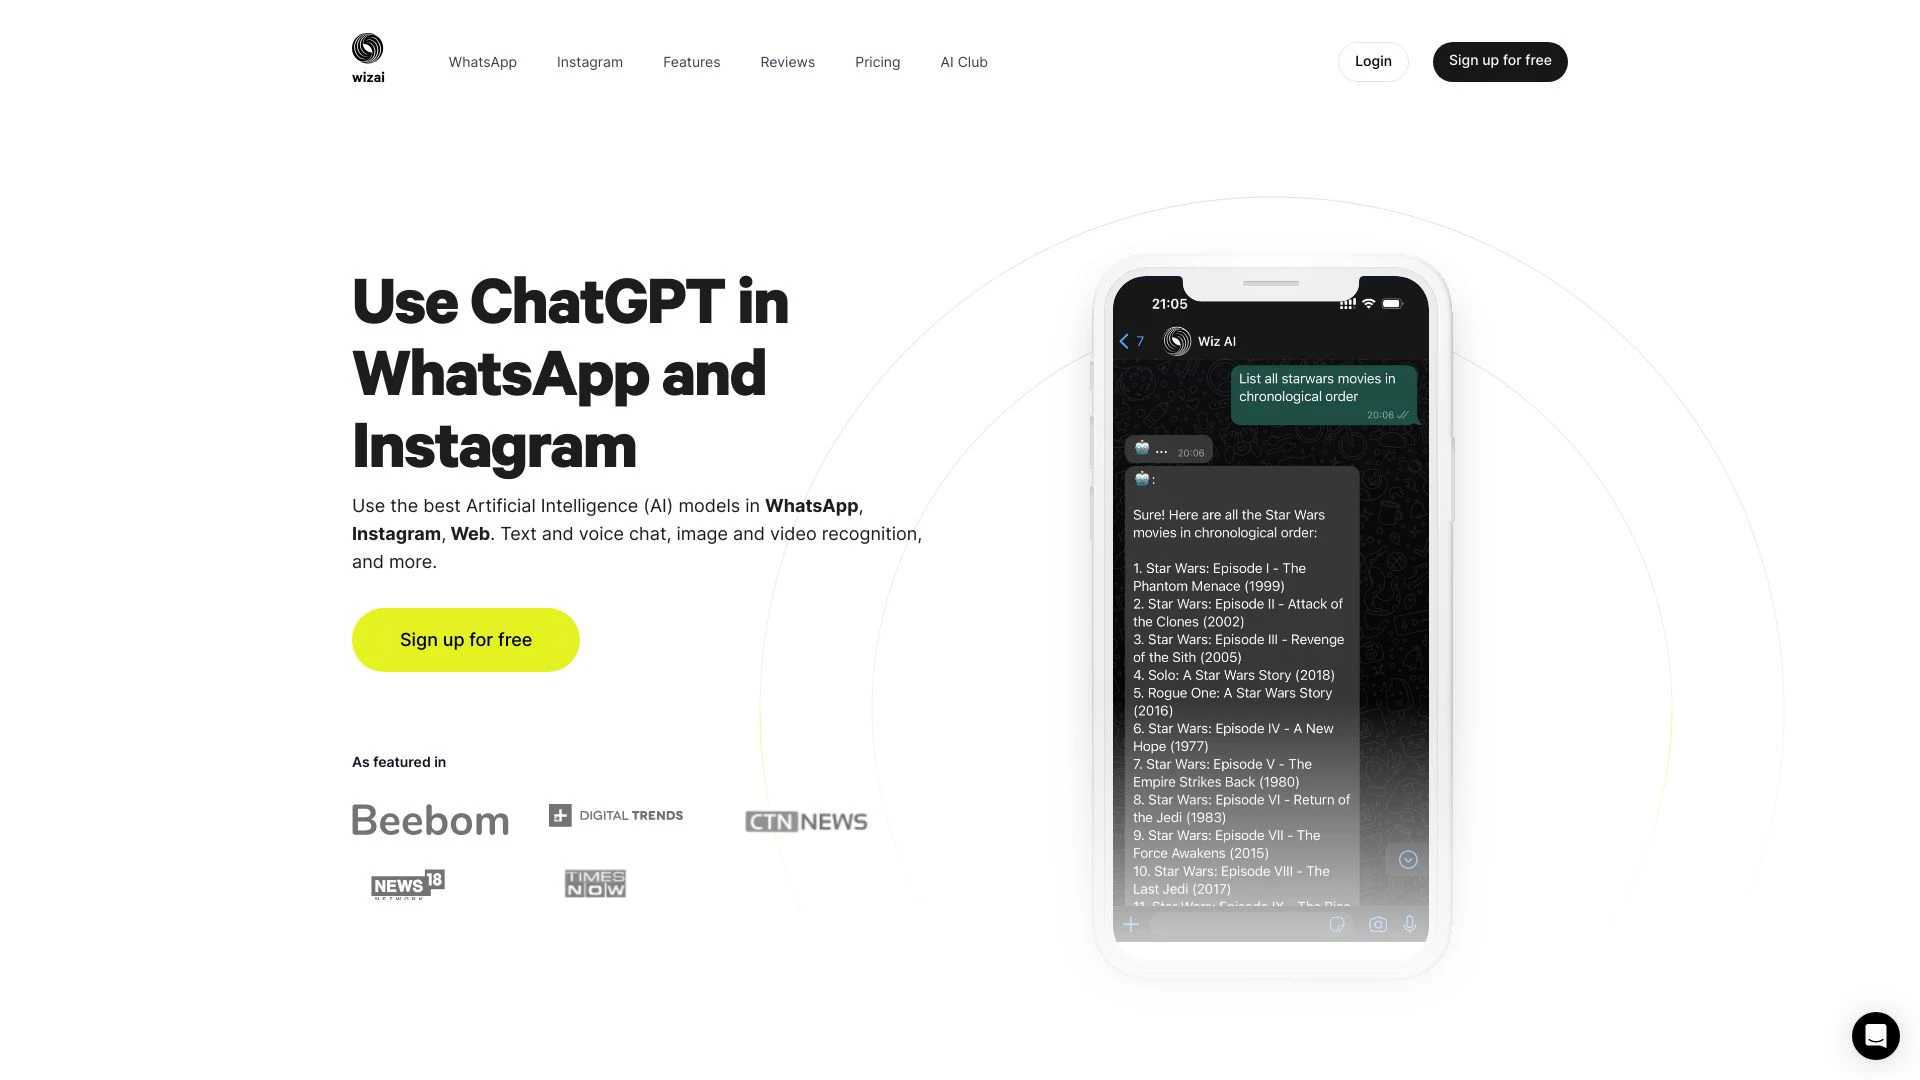 wizai
WhatsApp
Instagram
Features
Reviews
Pricing
AI Club
Login
Sign up for free
Use ChatGPT in
WhatsApp and
Instagram
Use the best Artificial Intelligence (AI) models in WhatsApp,
Instagram, Web. Text and voice chat, image and video recognition,
and more.
Sign up for free
As featured in
Beebom
DIGITAL TRENDS
CTN NEWS
NEWS18
NETWORK
TIMES
NOW
21:05
7
Wiz AI
List all starwars movies in
chronological order
20:06
... 20:06
:
Sure! Here are all the Star Wars
movies in chronological order:
1. Star Wars: Episode I - The
Phantom Menace (1999)
2. Star Wars: Episode II - Attack of
the Clones (2002)
3. Star Wars: Episode III - Revenge
of the Sith (2005)
4. Solo: A Star Wars Story (2018)
5. Rogue One: A Star Wars Story
(2016)
6. Star Wars: Episode IV - A New
Hope (1977)
7. Star Wars: Episode V - The
Empire Strikes Back (1980)
8. Star Wars: Episode VI - Return of
the Jedi (1983)
9. Star Wars: Episode VII - The
Force Awakens (2015)
10. Star Wars: Episode VIII - The
Last Jedi (2017)
11. Star Wars: Episode IX - The Rise